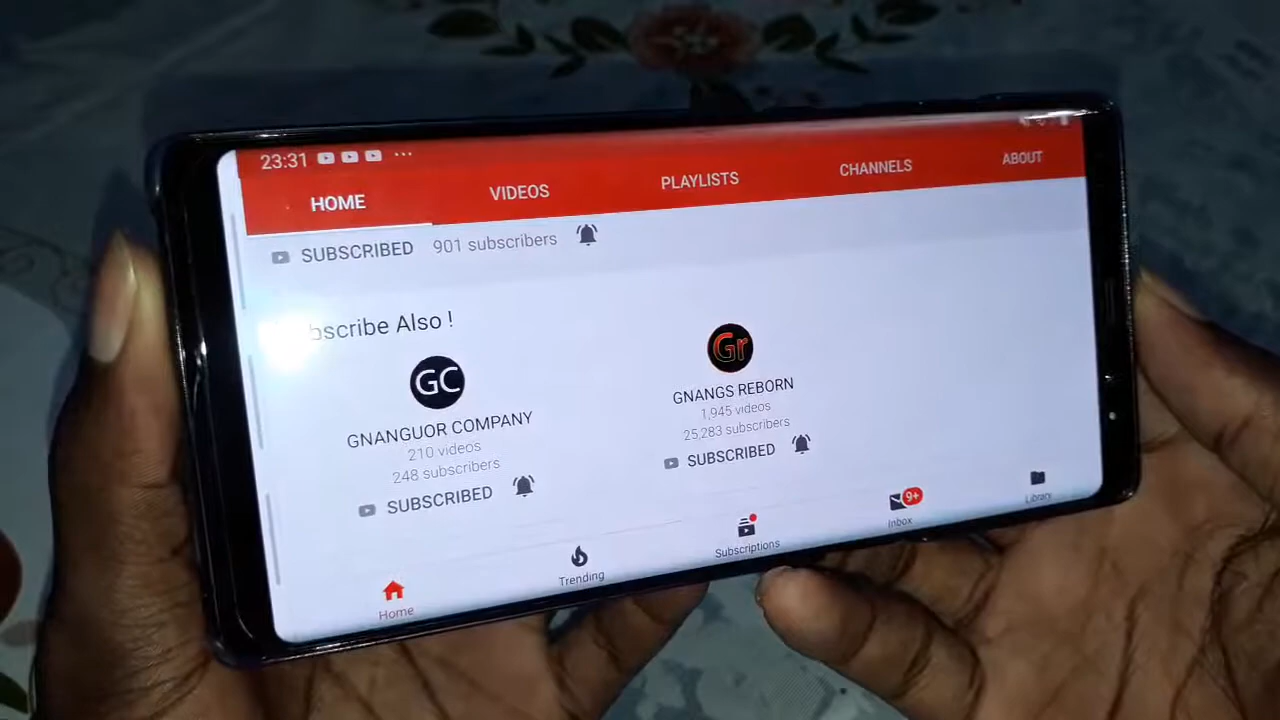 23:31 ...
HOME VIDEOS PLAYLISTS CHANNELS ABOUT
SUBSCRIBED 901 subscribers
bscribe Also !
GC
GNANGUOR COMPANY
210 videos
248 subscribers
SUBSCRIBED
Gr
GNANGS REBORN
1,945 videos
25,283 subscribers
SUBSCRIBED
Home
Trending
Subscriptions
9+
Inbox
Library